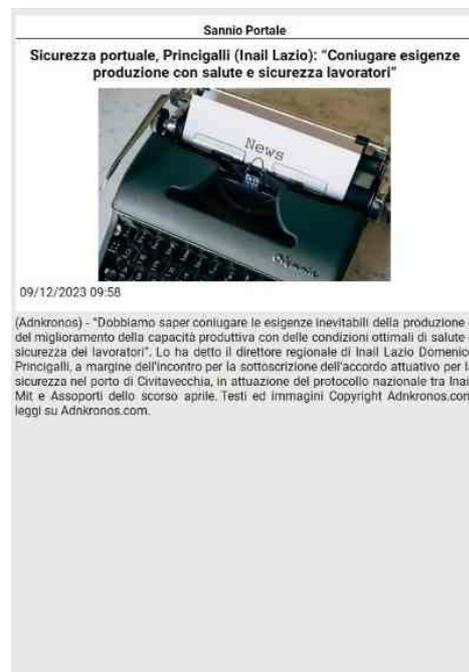 Sannio Portale
Sicurezza portuale, Princigalli (Inail Lazio): “Coniugare esigenze
produzione con salute e sicurezza lavoratori”
News
Olympia
09/12/2023 09:58
(Adnkronos) - “Dobbiamo saper coniugare le esigenze inevitabili della produzione
del miglioramento della capacità produttiva con delle condizioni ottimali di salute
sicurezza dei lavoratori”. Lo ha detto il direttore regionale di Inail Lazio Domenico
Princigalli, a margine dell'incontro per la sottoscrizione dell'accordo attuativo per
sicurezza nel porto di Civitavecchia, in attuazione del protocollo nazionale tra Inail
Mit e Assoporti dello scorso aprile. Testi ed immagini Copyright Adnkronos.com
leggi su Adnkronos.com.